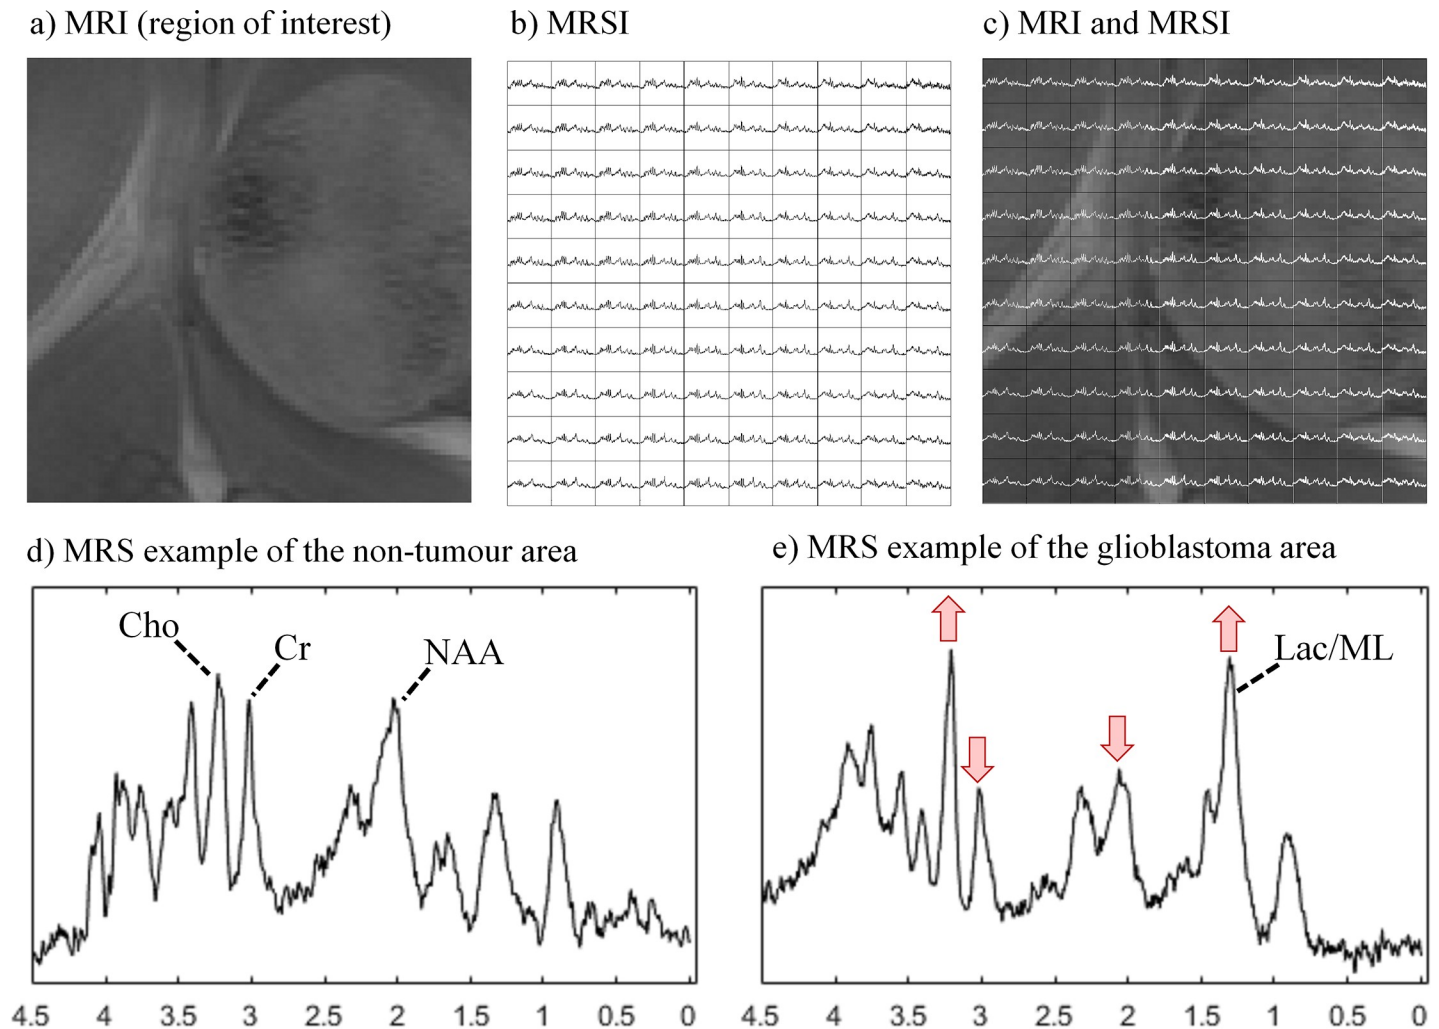 a) MRI (region of interest)
b) MRSI
c) MRI and MRSI
d) MRS example of the non-tumour area
Cho
Cr
NAA
4.5 4 3.5 3 2.5 2 1.5 1 0.5 0
e) MRS example of the glioblastoma area
Lac/ML
4.5 4 3.5 3 2.5 2 1.5 1 0.5 0